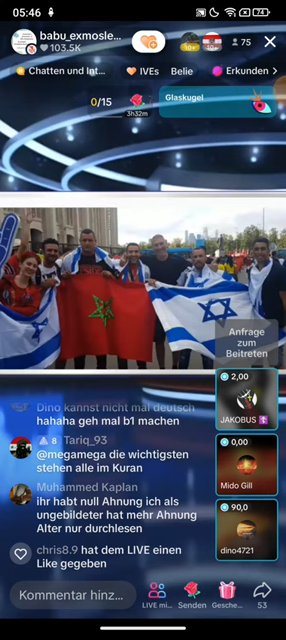 05:46
74
babu_exmosle...
103.5K
10+
10+
75
Chatten und Int...
IVEs
Belie
Erkunden
0/15
3h32m
Glaskugel
Anfrage
zum
Beitreten
2,00
JAKOBUS
0,00
Mido Gill
90,0
dino4721
Dino kannst nicht mal deutsch
hahaha geh mal b1 machen
8 Tariq_93
@megamega die wichtigsten
stehen alle im Kuran
Muhammed Kaplan
ihr habt null Ahnung ich als
ungebildeter hat mehr Ahnung
Alter nur durchlesen
chris8.9 hat dem LIVE einen
Like gegeben
Kommentar hinz...
LIVE mi...
Senden
Gesche...
53